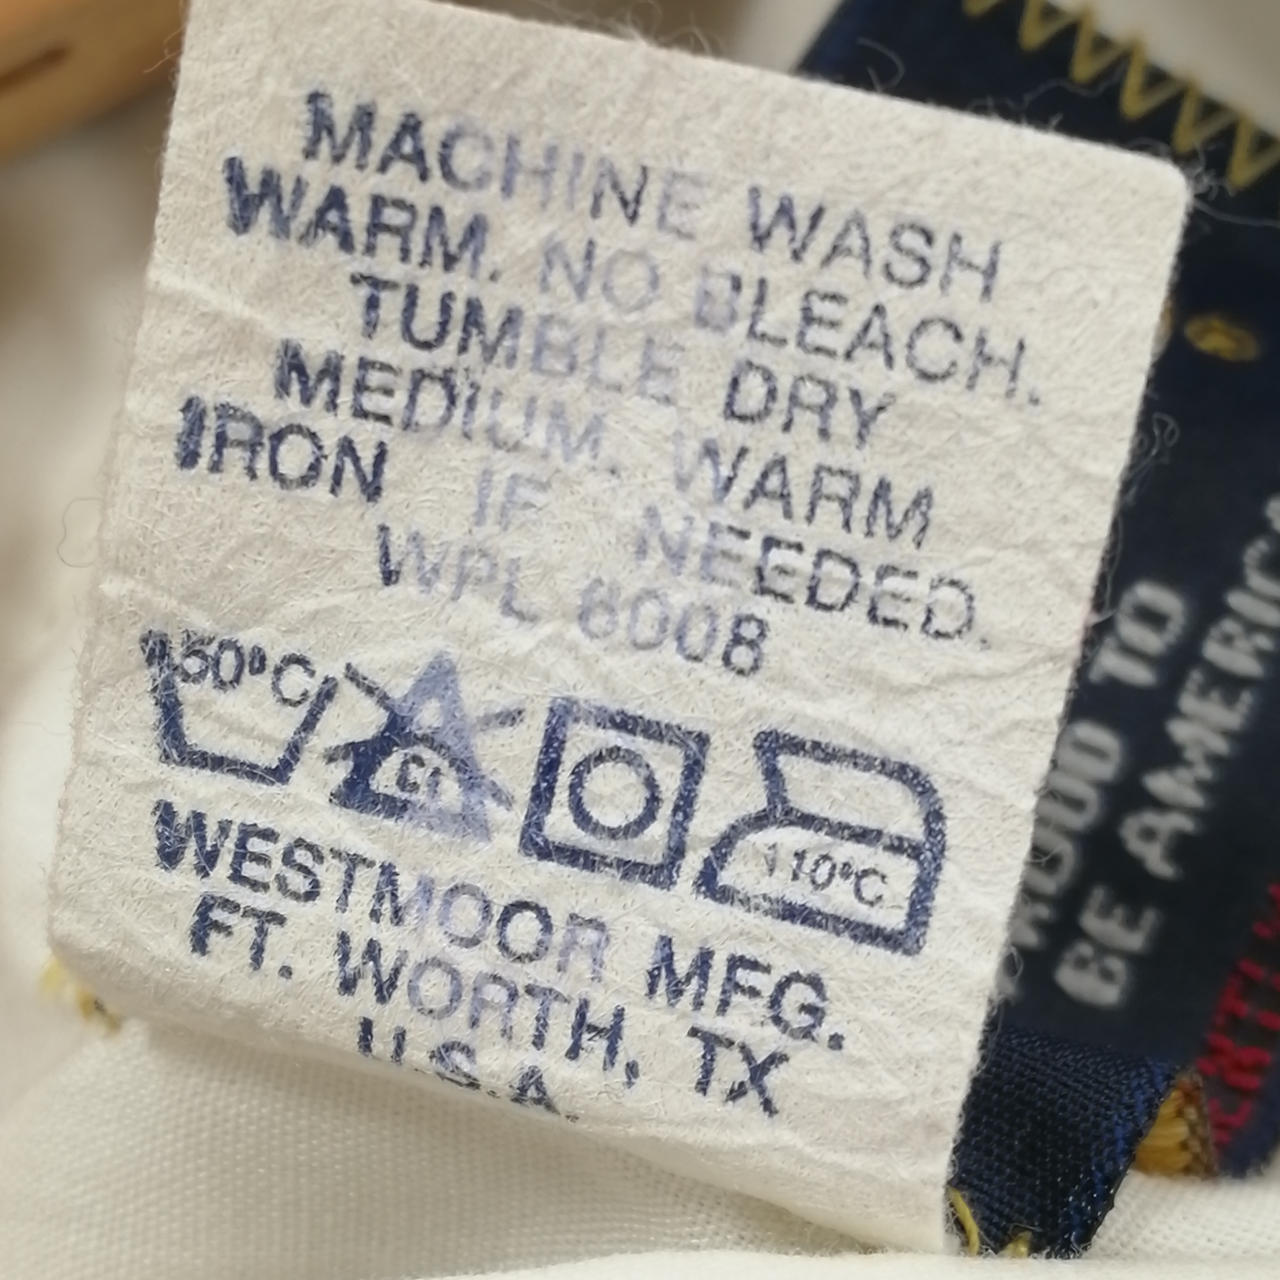 MACHINE WASH
WARM. NO BLEACH.
TUMBLE DRY
MEDIUM. WARM
IRON IF NEEDED.
WPL 6008
50°C
Cl
110°C
WESTMOOR MFG.
FT. WORTH, TX
U.S.A.
TO
BE AMERICA